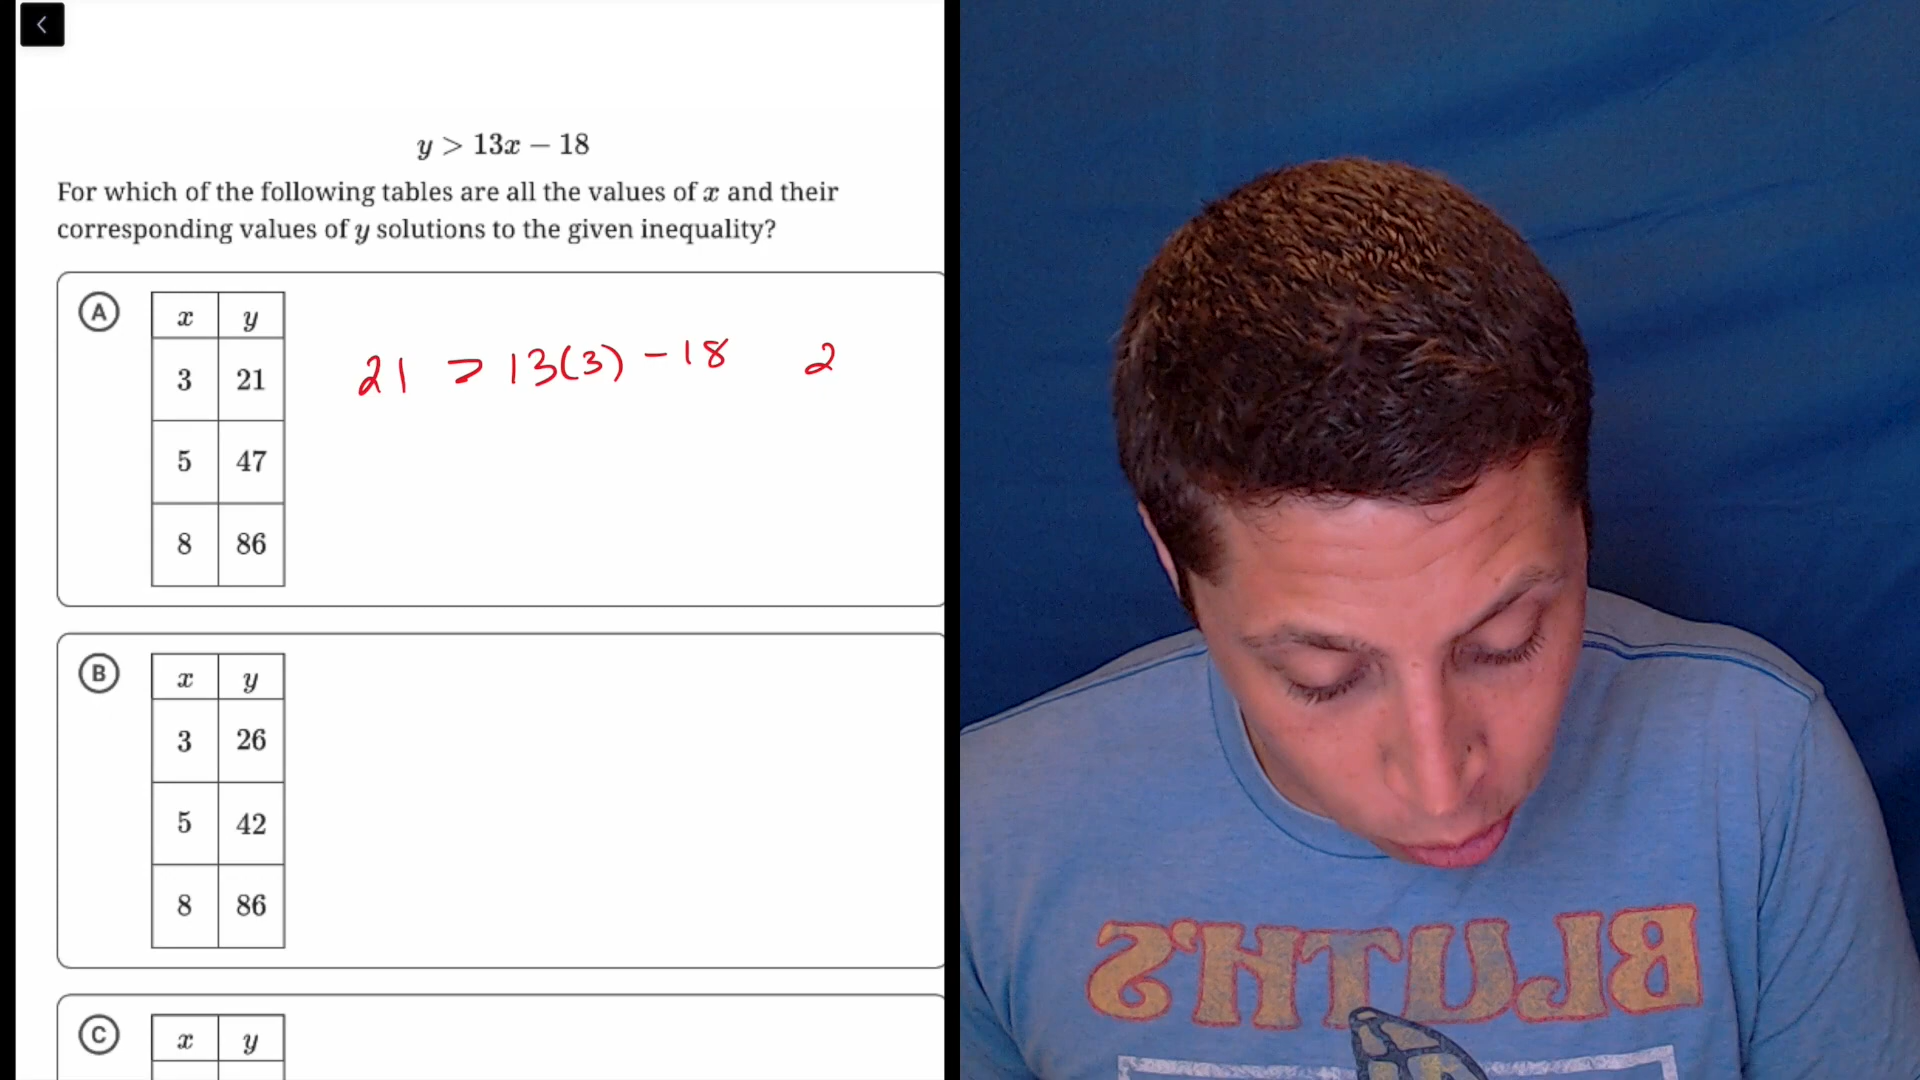 y > 13x − 18
For which of the following tables are all the values of x and their
corresponding values of y solutions to the given inequality?
A
x y
3 21
5 47
8 86
21 > 13(3) - 18 2
B
x y
3 26
5 42
8 86
C
x y
BLUTH'S